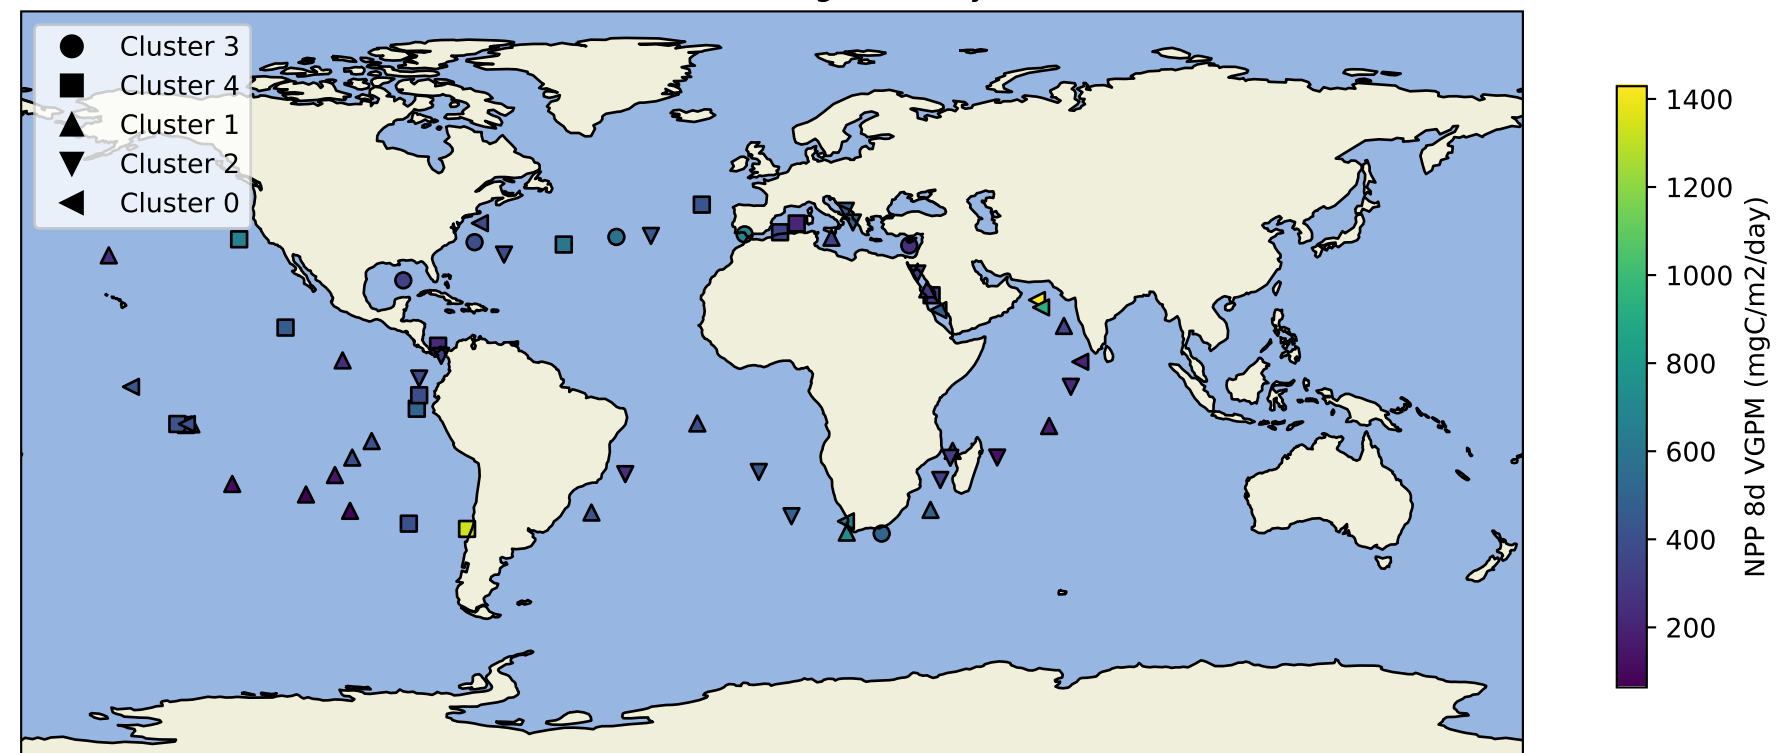 Cluster 3
Cluster 4
Cluster 1
Cluster 2
Cluster 0
1400
1200
1000
800
600
400
200
NPP 8d VGPM (mgC/m2/day)